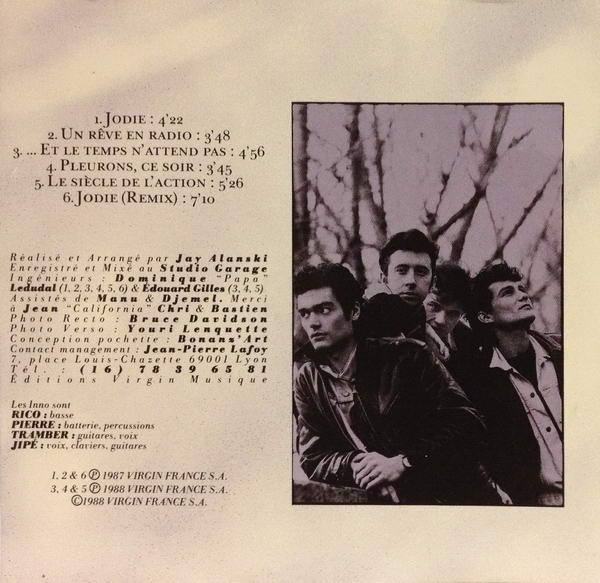 1. Jodie : 4'22
2. Un rêve en radio : 3'48
3. ... Et le temps n'attend pas : 4'56
4. Pleurons, ce soir : 3'45
5. Le siècle de l'action : 5'26
6. Jodie (Remix) : 7'10
Réalisé et Arrangé par Jay Alanski
Enregistré et Mixé au Studio Garage
Ingénieurs : Dominique "Papa"
Ledudal (1, 2, 3, 4, 5, 6) & Édouard Gilles (3, 4, 5)
Assistés de Manu & Djemel. Merci
à Jean "California" Chri & Bastien
Photo Recto : Bruce Davidson
Photo Verso : Youri Lenquette
Conception pochette : Bonans'Art
Contact management : Jean-Pierre Lafoy
7, place Louis-Chazette 69001 Lyon
Tél. : (16) 78 39 65 81
Éditions Virgin Musique
Les Inno sont
RICO : basse
PIERRE : batterie, percussions
TRAMBER : guitares, voix
JIPÉ : voix, claviers, guitares
1, 2 & 6 ℗ 1987 VIRGIN FRANCE S.A.
3, 4 & 5 ℗ 1988 VIRGIN FRANCE S.A.
©1988 VIRGIN FRANCE S.A.